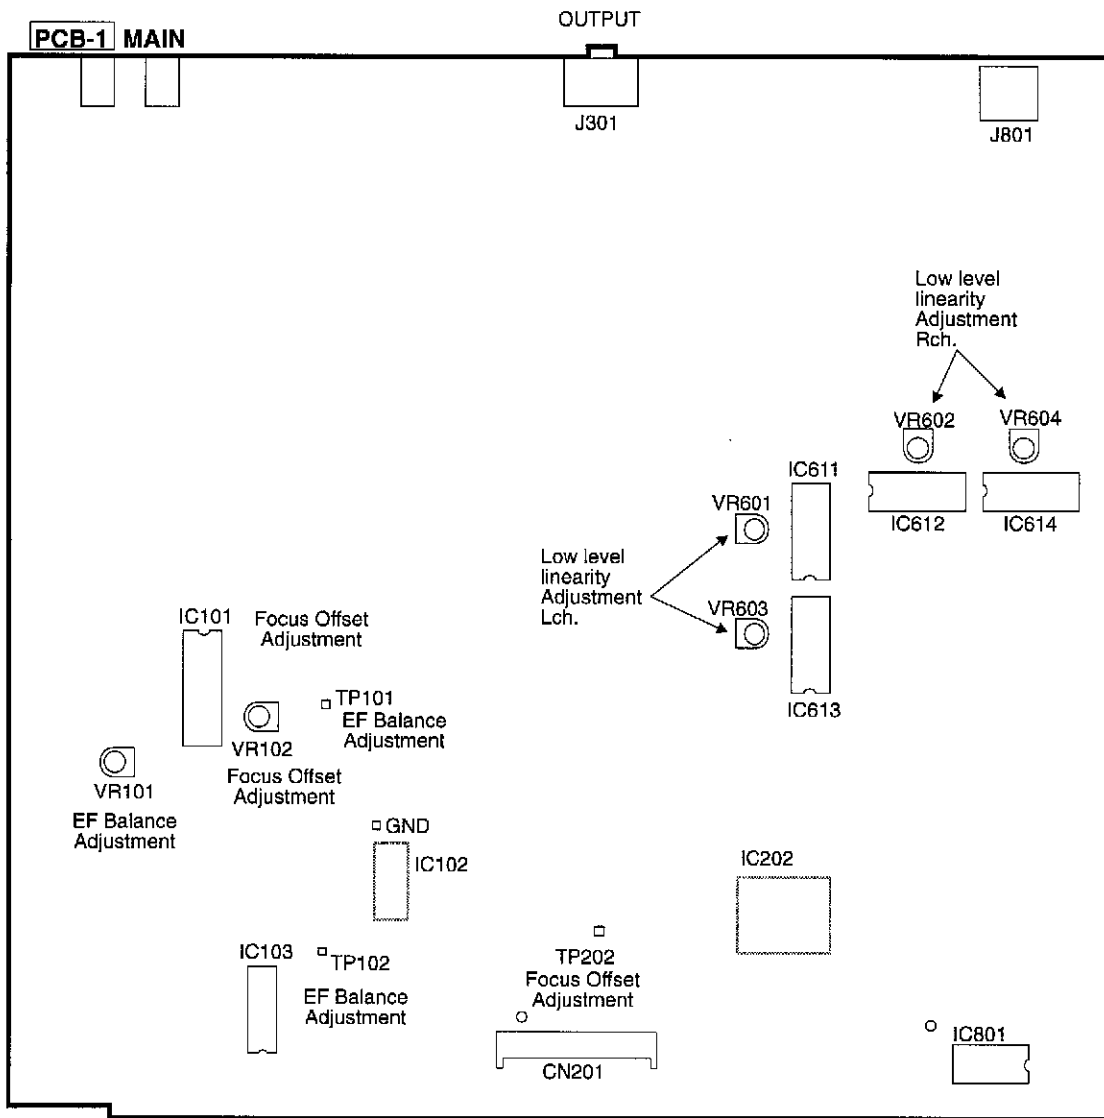 OUTPUT
PCB-1 MAIN
J301
J801
Low level
linearity
Adjustment
Rch.
VR602
VR604
IC611
IC612
IC614
VR601
Low level
linearity
Adjustment
Lch.
VR603
IC613
IC101
Focus Offset
Adjustment
TP101
EF Balance
Adjustment
VR102
Focus Offset
Adjustment
VR101
EF Balance
Adjustment
GND
IC102
IC202
IC103
TP102
EF Balance
Adjustment
TP202
Focus Offset
Adjustment
CN201
IC801